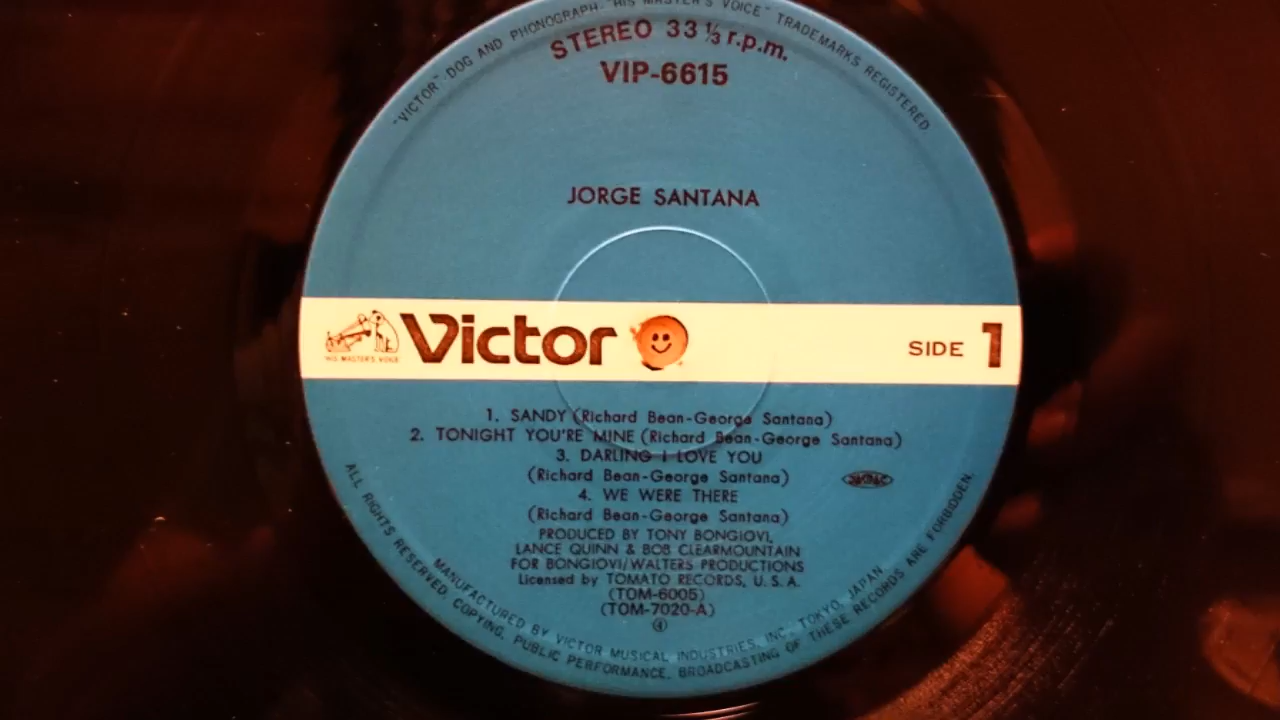 "VICTOR" DOG AND PHONOGRAPH. "HIS MASTER'S VOICE" TRADEMARKS REGISTERED
STEREO 33 1/3 r.p.m.
VIP-6615
JORGE SANTANA
"HIS MASTER'S VOICE"
Victor
SIDE 1
1. SANDY (Richard Bean-George Santana)
2. TONIGHT YOU'RE MINE (Richard Bean-George Santana)
3. DARLING I LOVE YOU
(Richard Bean-George Santana)
4. WE WERE THERE
(Richard Bean-George Santana)
PRODUCED BY TONY BONGIOVI,
LANCE QUINN & BOB CLEARMOUNTAIN
FOR BONGIOVI/WALTERS PRODUCTIONS
Licensed by TOMATO RECORDS, U.S.A.
(TOM-6005)
(TOM-7020-A)
④
MANUFACTURED BY VICTOR MUSICAL INDUSTRIES, INC., TOKYO, JAPAN.
ALL RIGHTS RESERVED. COPYING, PUBLIC PERFORMANCE, BROADCASTING OF THESE RECORDS ARE FORBIDDEN.